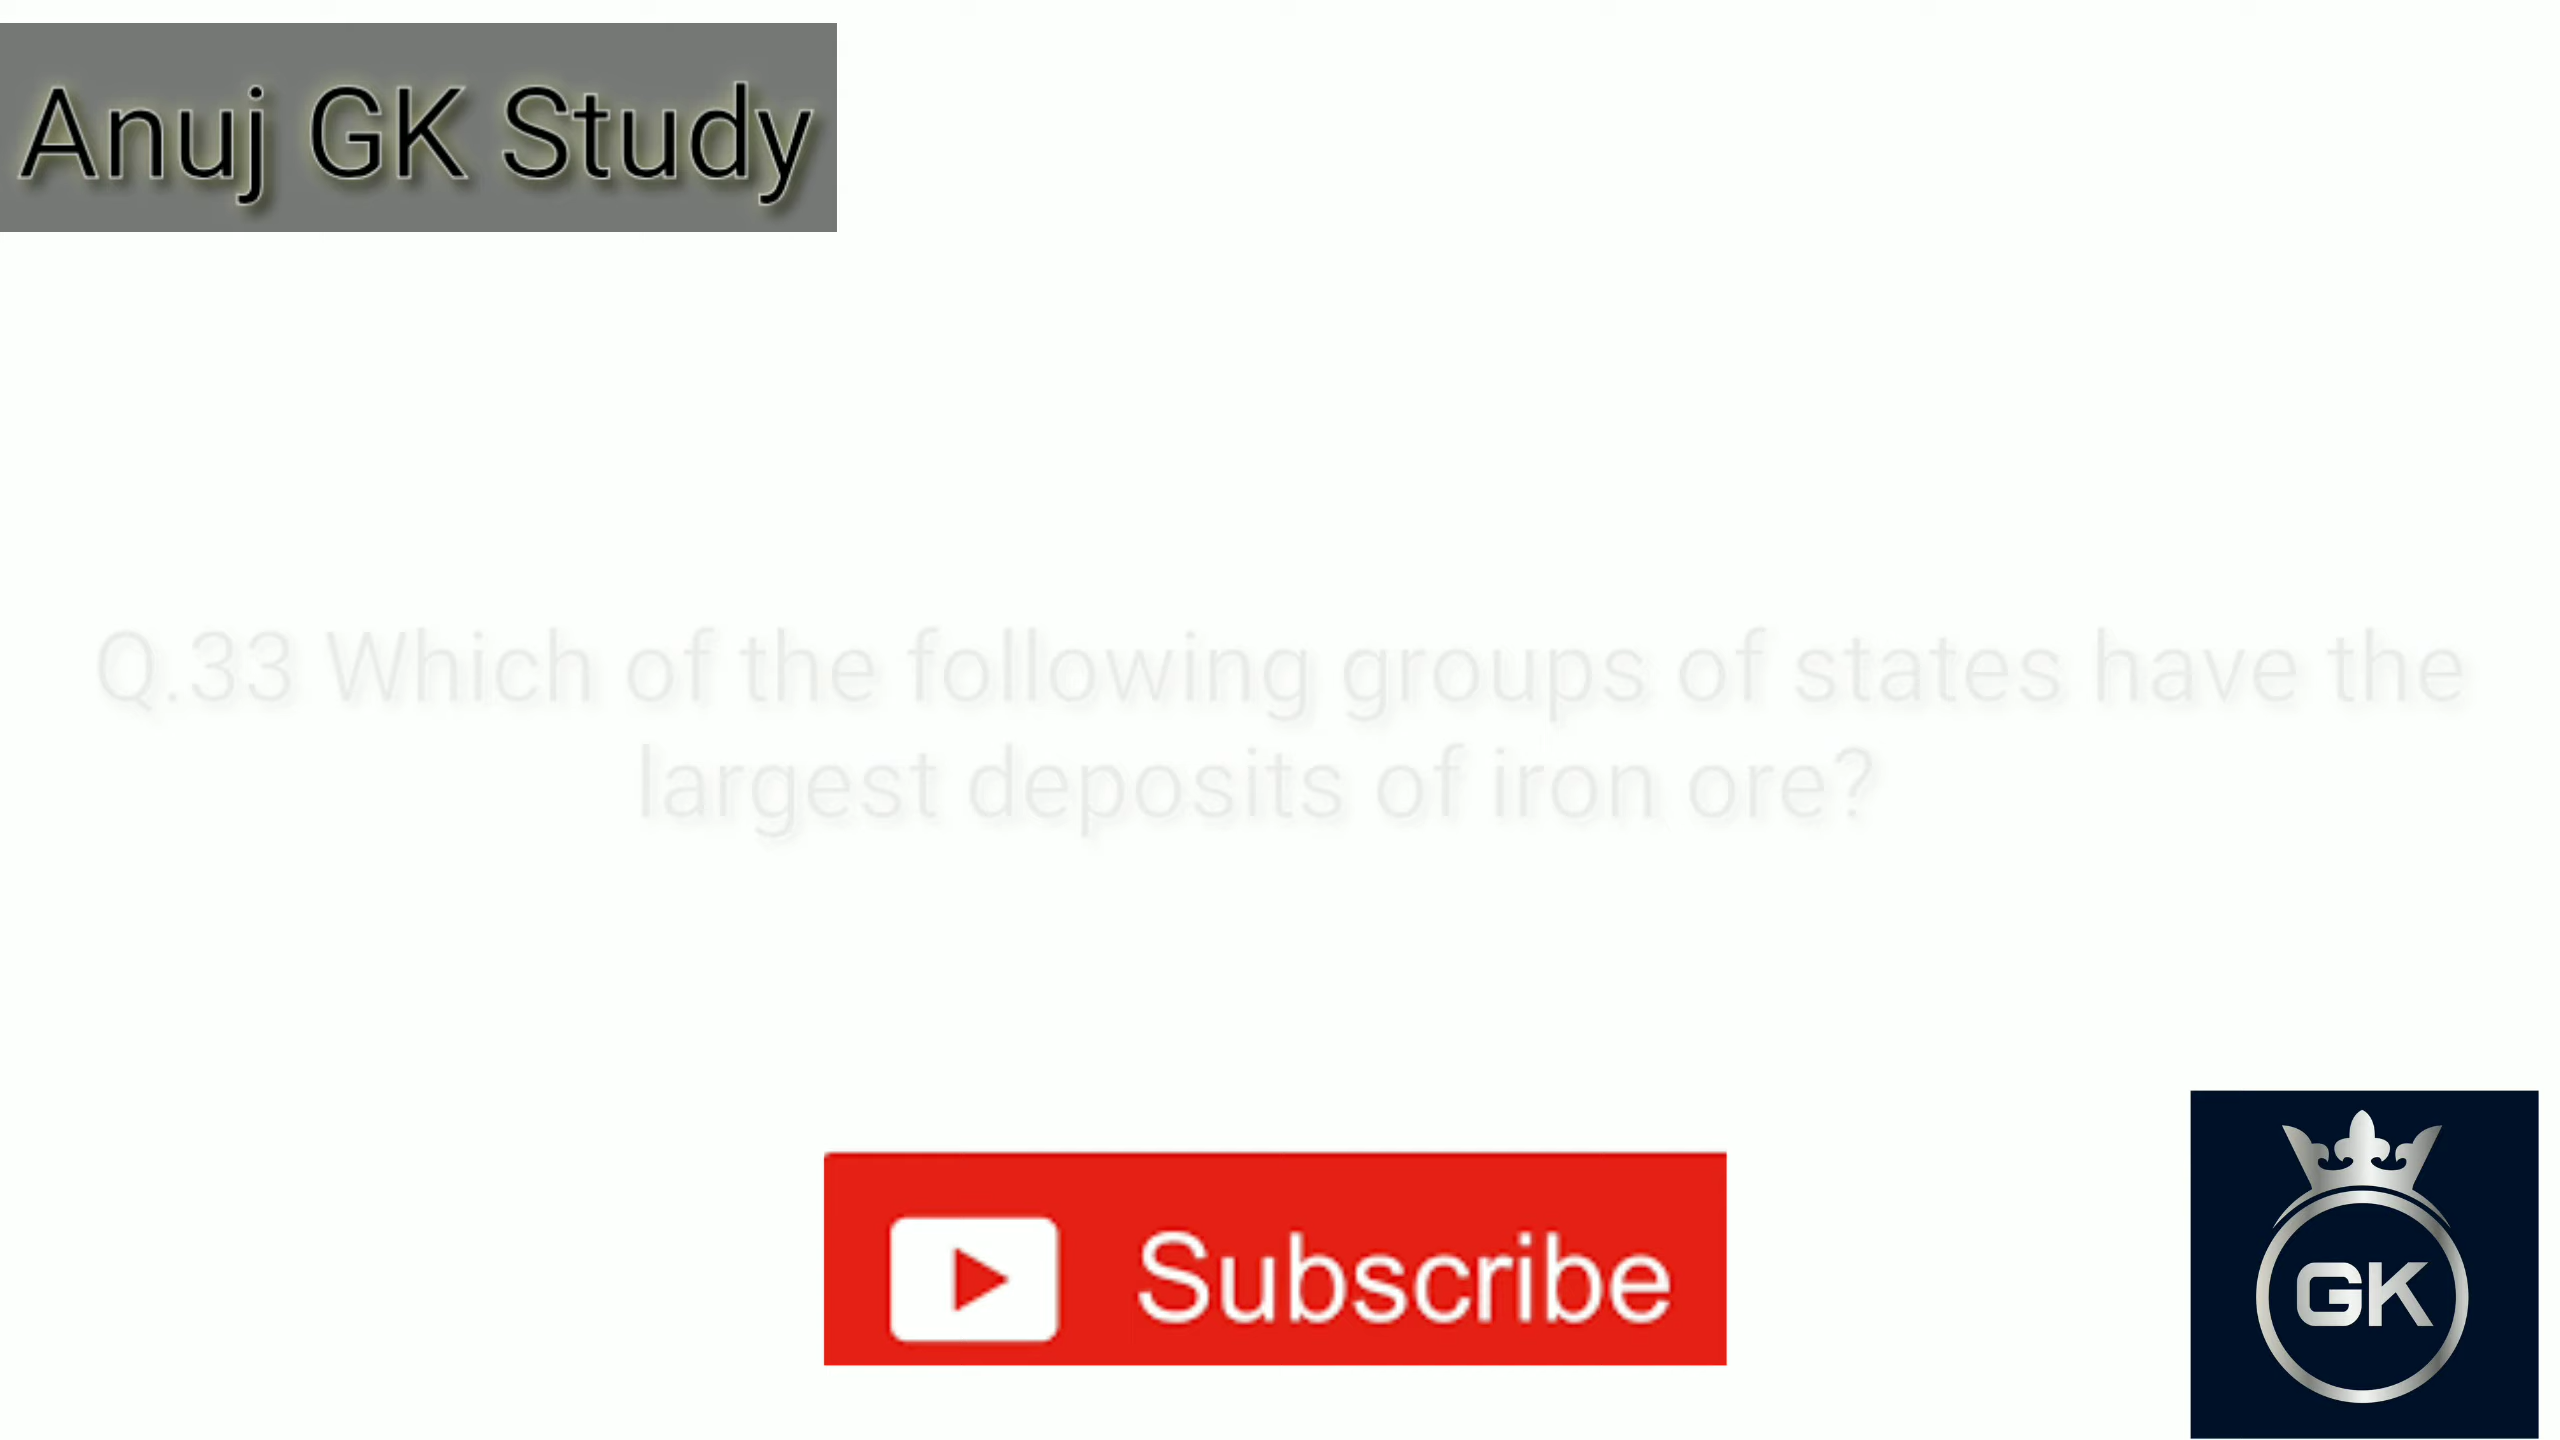 Anuj GK Study
Q.33 Which of the following groups of states have the
largest deposits of iron ore?
Subscribe
GK